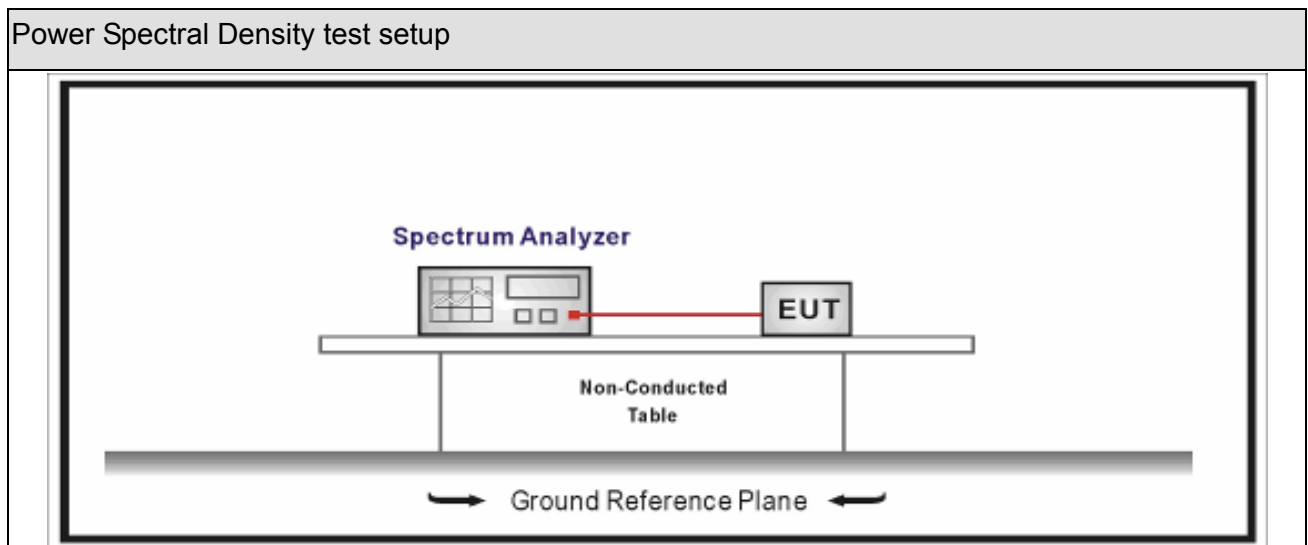 Power Spectral Density test setup
Spectrum Analyzer
EUT
Non-Conducted
Table
Ground Reference Plane